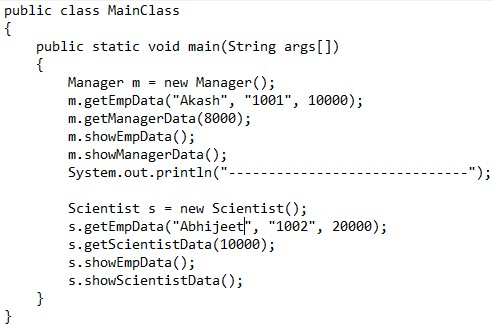 public class MainClass
{
    public static void main(String args[])
    {
        Manager m = new Manager();
        m.getEmpData("Akash", "1001", 10000);
        m.getManagerData(8000);
        m.showEmpData();
        m.showManagerData();
        System.out.println("------------------------------");

        Scientist s = new Scientist();
        s.getEmpData("Abhijeet", "1002", 20000);
        s.getScientistData(10000);
        s.showEmpData();
        s.showScientistData();
    }
}